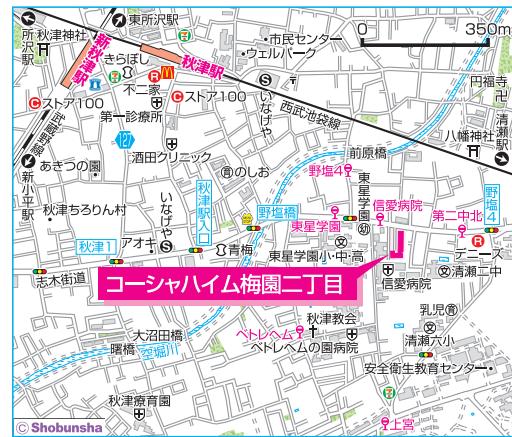 東所沢駅
所沢駅
秋津神社
新秋津駅
きらぼし
秋津駅
市民センター
ウェルパーク
0
350m
不二家
ストア100
ストア100
いなげや
西武池袋線
円福寺
清瀬駅
第一診療所
八幡神社
武蔵野線
127
酒田クリニック
前原橋
あきつの園
のしお
野塩4
信愛病院
新小平駅
秋津駅入口
東星学園
幼
第二中北
野塩4
秋津ちろりん村
いなげや
野塩橋
東星学園
デニーズ
秋津1
アオキ
青梅
東星学園小・中・高
清瀬二中
志木街道
コーシャハイム梅園二丁目
信愛病院
乳児
秋津教会
大沼田橋
ベトレヘム
清瀬六小
曙橋
空堀川
ベトレヘムの園病院
安全衛生教育センター
秋津療育園
上宮
© Shobunsha